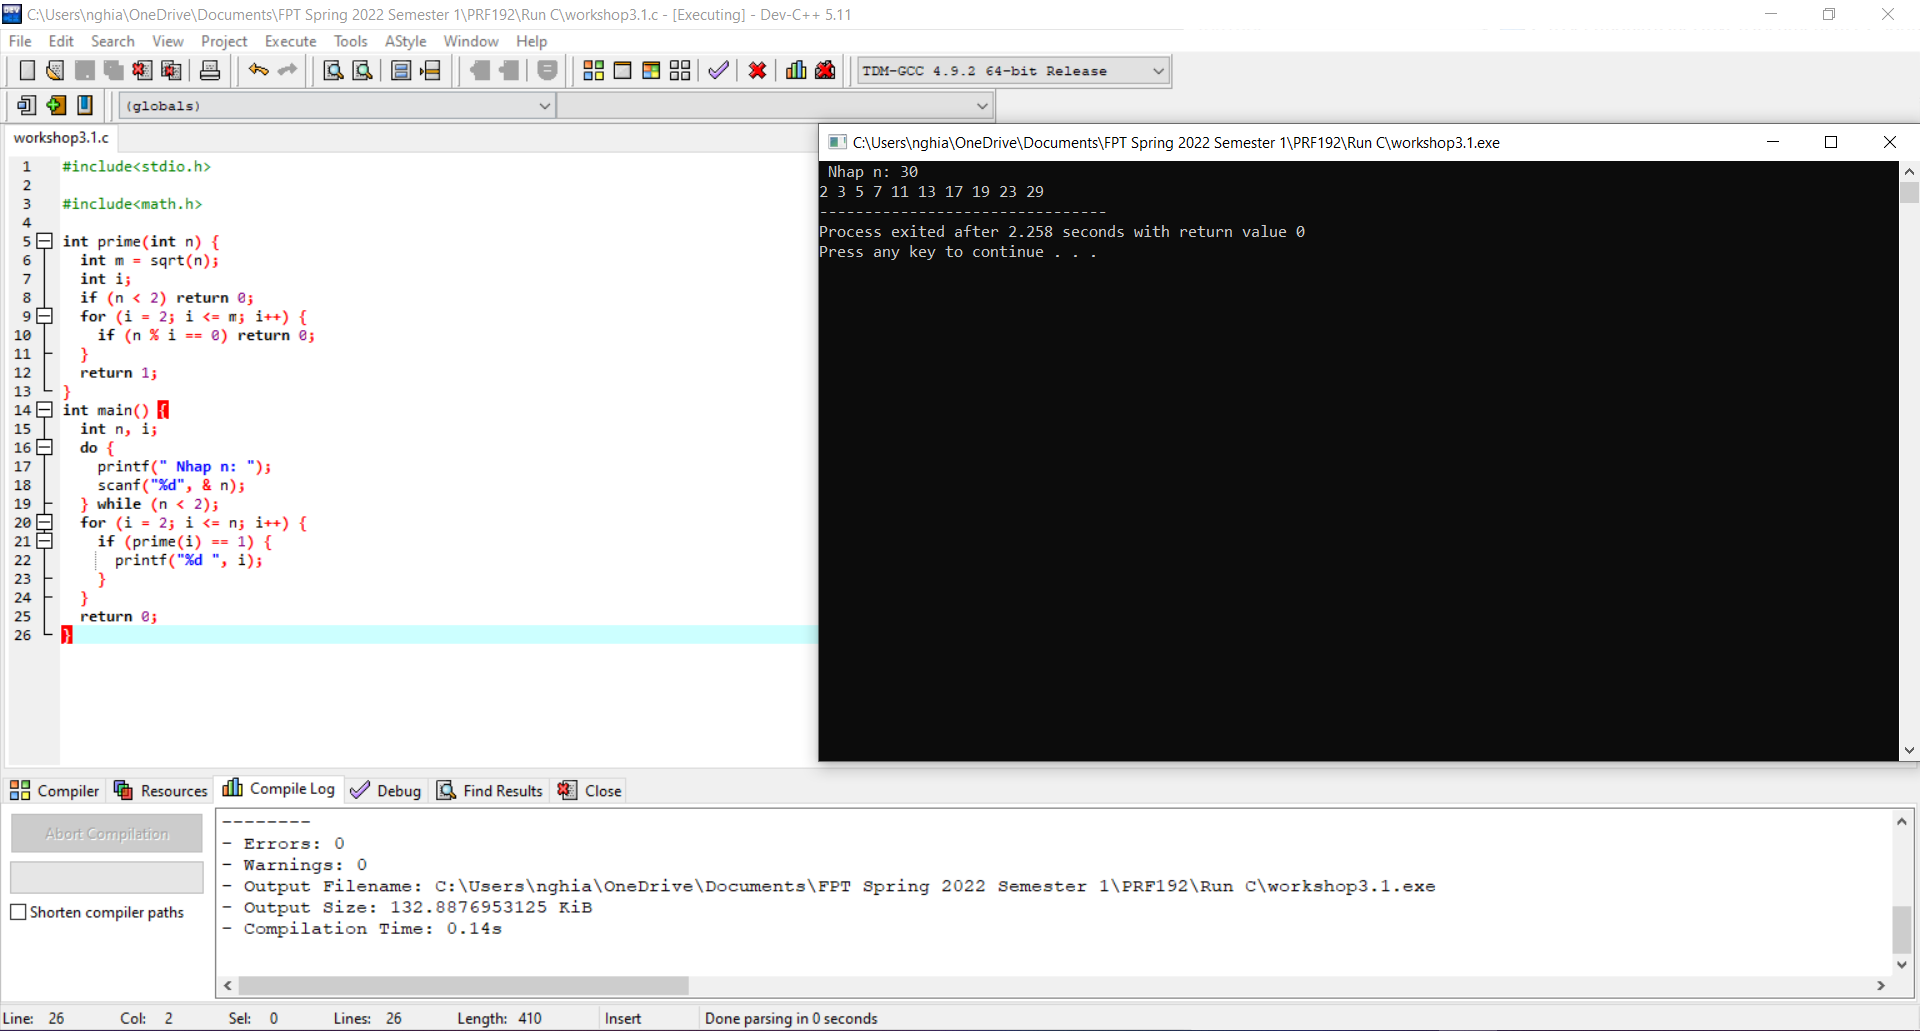 C:\Users\nghia\OneDrive\Documents\FPT Spring 2022 Semester 1\PRF192\Run C\workshop3.1.c - [Executing] - Dev-C++ 5.11
File Edit Search View Project Execute Tools AStyle Window Help
TDM-GCC 4.9.2 64-bit Release
(globals)
workshop3.1.c
1 #include<stdio.h>
2
3 #include<math.h>
4
5 int prime(int n) {
6 int m = sqrt(n);
7 int i;
8 if (n < 2) return 0;
9 for (i = 2; i <= m; i++) {
10 if (n % i == 0) return 0;
11 }
12 return 1;
13 }
14 int main() {
15 int n, i;
16 do {
17 printf(" Nhap n: ");
18 scanf("%d", & n);
19 } while (n < 2);
20 for (i = 2; i <= n; i++) {
21 if (prime(i) == 1) {
22 printf("%d ", i);
23 }
24 }
25 return 0;
26 }
C:\Users\nghia\OneDrive\Documents\FPT Spring 2022 Semester 1\PRF192\Run C\workshop3.1.exe
Nhap n: 30
2 3 5 7 11 13 17 19 23 29
--------------------------------
Process exited after 2.258 seconds with return value 0
Press any key to continue . . .
Compiler Resources Compile Log Debug Find Results Close
Abort Compilation
Shorten compiler paths
--------
- Errors: 0
- Warnings: 0
- Output Filename: C:\Users\nghia\OneDrive\Documents\FPT Spring 2022 Semester 1\PRF192\Run C\workshop3.1.exe
- Output Size: 132.8876953125 KiB
- Compilation Time: 0.14s
Line: 26 Col: 2 Sel: 0 Lines: 26 Length: 410 Insert Done parsing in 0 seconds